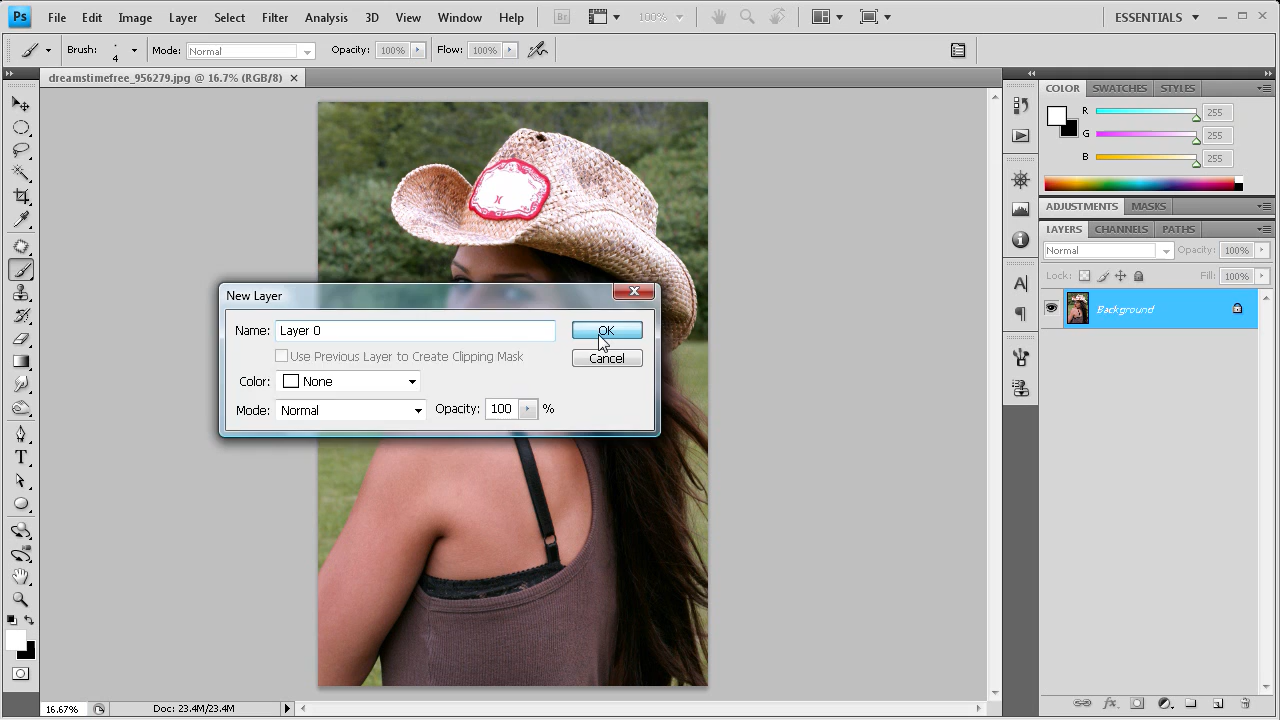 Ps File Edit Image Layer Select Filter Analysis 3D View Window Help Br 100% ESSENTIALS
Brush: 4 Mode: Normal Opacity: 100% Flow: 100%
dreamstimefree_956279.jpg @ 16.7% (RGB/8)
COLOR SWATCHES STYLES
R 255
G 255
B 255
ADJUSTMENTS MASKS
LAYERS CHANNELS PATHS
Normal Opacity: 100%
Lock: Fill: 100%
Background
New Layer
Name: Layer 0 OK
Use Previous Layer to Create Clipping Mask Cancel
Color: None
Mode: Normal Opacity: 100 %
16.67% Doc: 23.4M/23.4M